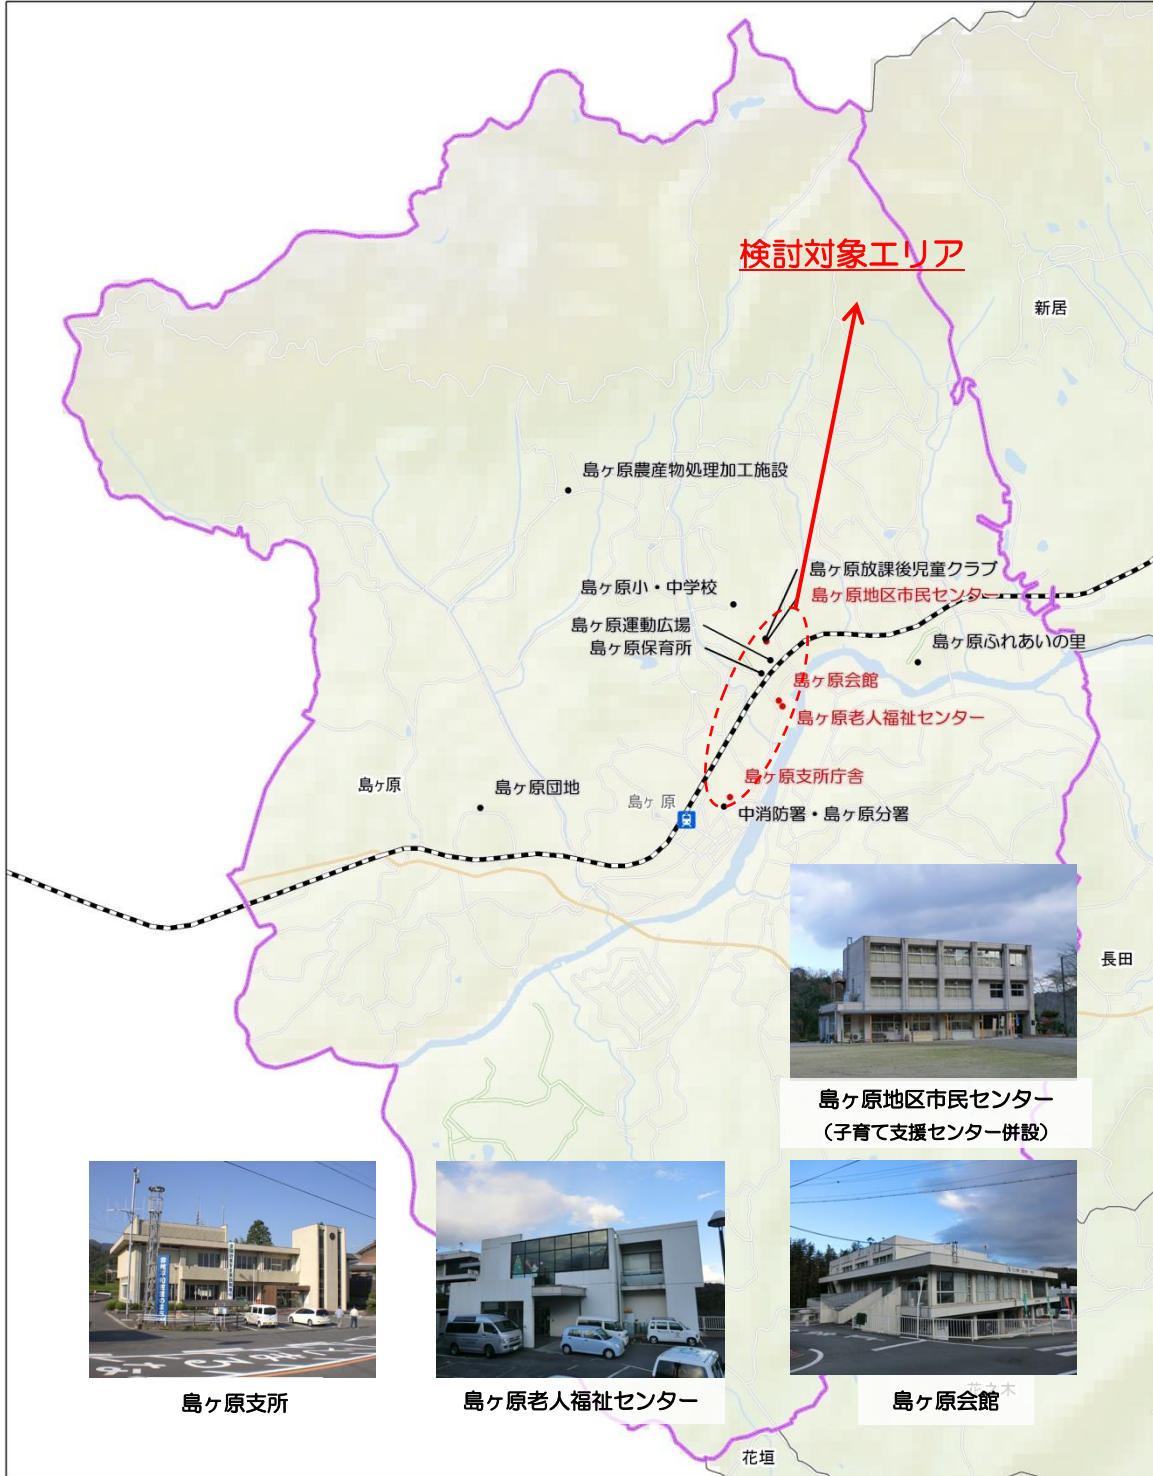 検討対象エリア
新居
島ヶ原農産物処理加工施設
島ヶ原放課後児童クラブ
島ヶ原小・中学校
島ヶ原地区市民センター
島ヶ原運動広場
島ヶ原保育所
島ヶ原ふれあいの里
島ヶ原会館
島ヶ原老人福祉センター
島ヶ原支所庁舎
島ヶ原
島ヶ原団地
島ヶ原
中消防署・島ヶ原分署
長田
島ヶ原地区市民センター
（子育て支援センター併設）
島ヶ原支所
島ヶ原老人福祉センター
花之木
島ヶ原会館
花垣